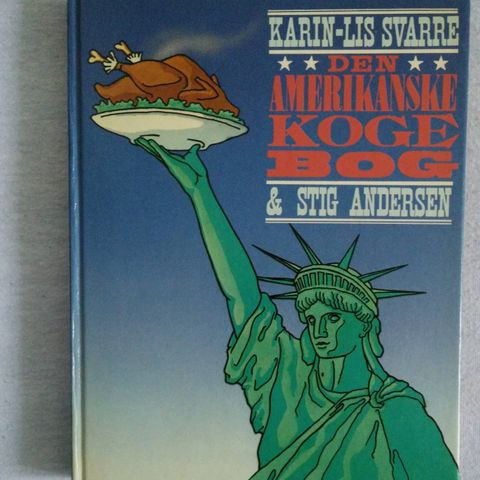 KARIN-LIS SVARRE
DEN
AMERIKANSKE
KOGE
BOG
& STIG ANDERSEN